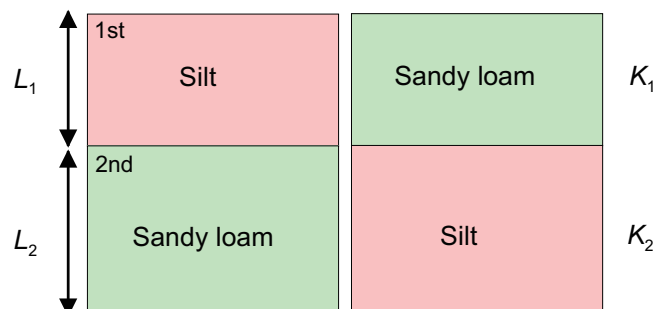 1st
L1 Silt Sandy loam K1
2nd
L2 Sandy loam Silt K2